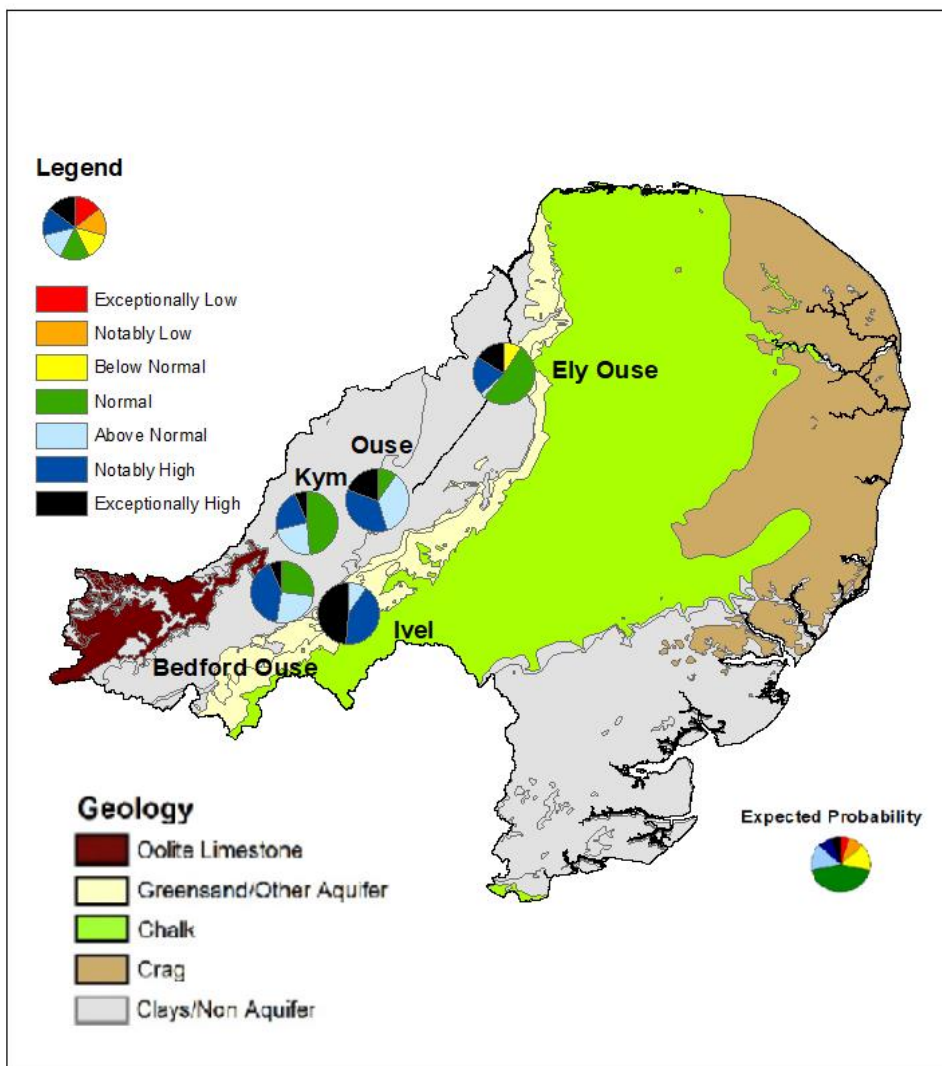 Legend
Exceptionally Low
Notably Low
Below Normal
Normal
Above Normal
Notably High
Exceptionally High
Ely Ouse
Ouse
Kym
Ivel
Bedford Ouse
Geology
Oolite Limestone
Greensand/Other Aquifer
Chalk
Crag
Clays/Non Aquifer
Expected Probability